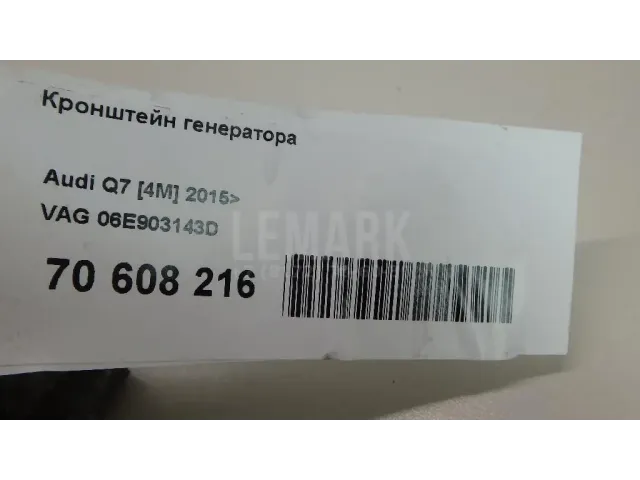 Кронштейн генератора
Audi Q7 [4M] 2015>
VAG 06E903143D
LEMARK
70 608 216